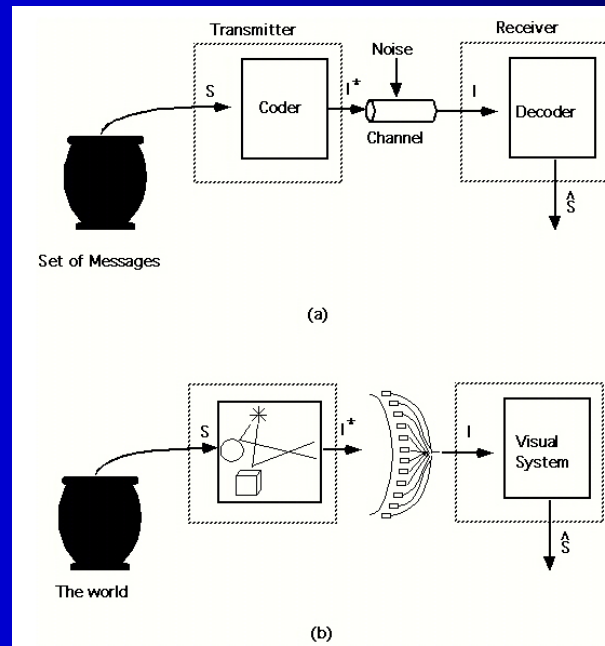 Transmitter
Receiver
Noise
S
Coder
I*
Channel
I
Decoder
Ŝ
Set of Messages
(a)
S
I*
I
Visual
System
Ŝ
The world
(b)